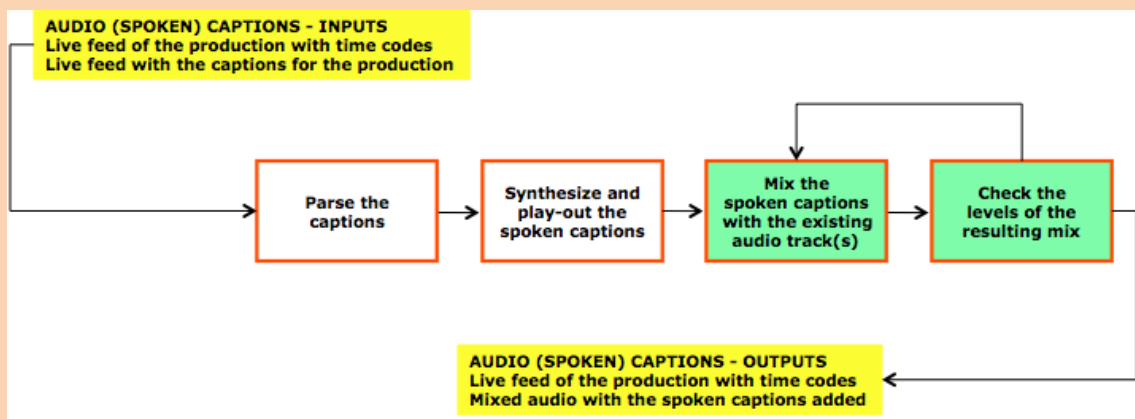 AUDIO (SPOKEN) CAPTIONS - INPUTS
Live feed of the production with time codes
Live feed with the captions for the production
Parse the
captions
Synthesize and
play-out the
spoken captions
Mix the
spoken captions
with the existing
audio track(s)
Check the
levels of the
resulting mix
AUDIO (SPOKEN) CAPTIONS - OUTPUTS
Live feed of the production with time codes
Mixed audio with the spoken captions added